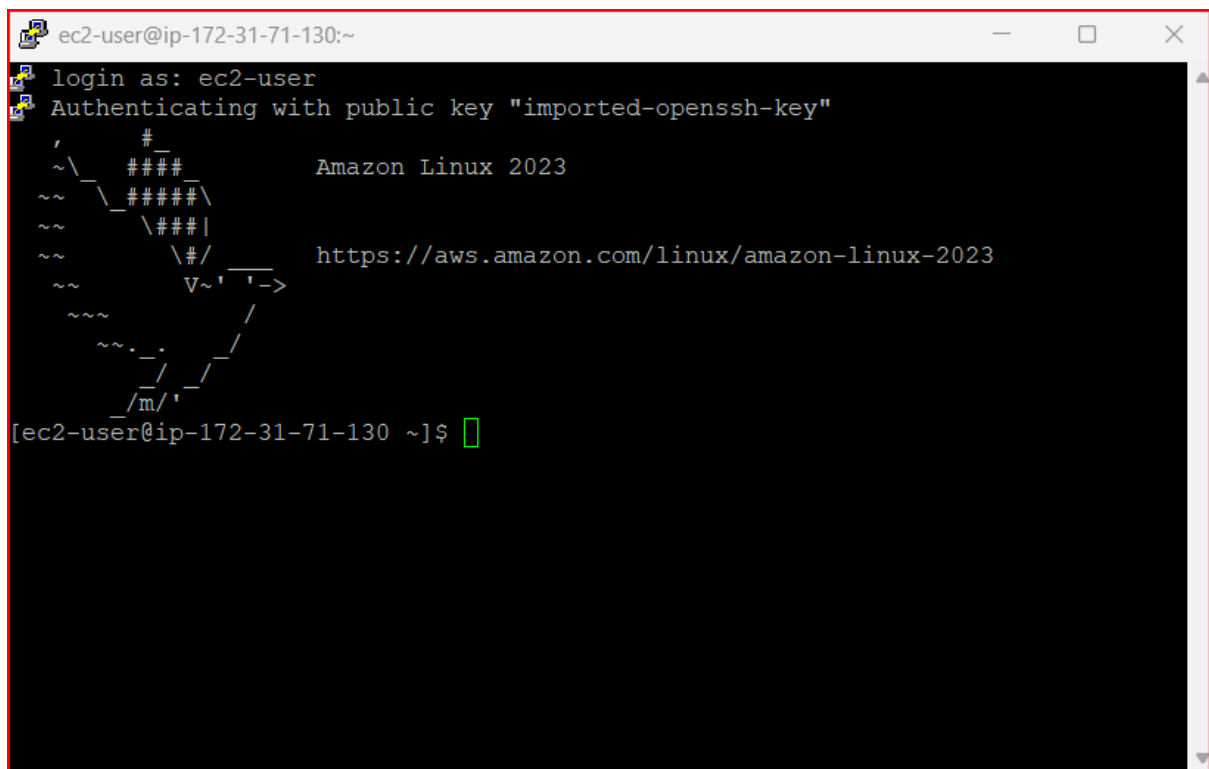 ec2-user@ip-172-31-71-130:~
login as: ec2-user
Authenticating with public key "imported-openssh-key"
   ,     #_
   ~\_  ####_        Amazon Linux 2023
  ~~  \_#####\
  ~~     \###|
  ~~       \#/ ___   https://aws.amazon.com/linux/amazon-linux-2023
   ~~       V~' '->
    ~~~         /
      ~~._.   _/
         _/ _/
       _/m/'
[ec2-user@ip-172-31-71-130 ~]$